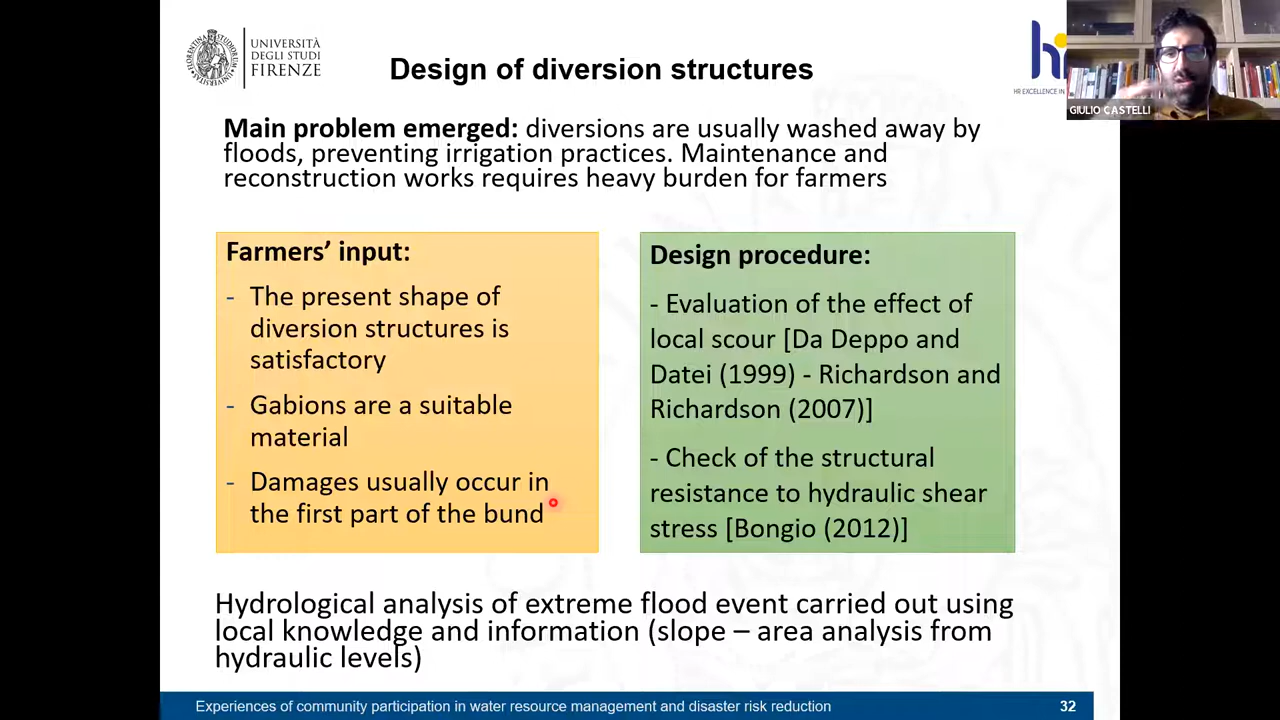 UNIVERSITÀ
DEGLI STUDI
FIRENZE
Design of diversion structures
HR EXCELLENCE IN
GIULIO CASTELLI
Main problem emerged: diversions are usually washed away by
floods, preventing irrigation practices. Maintenance and
reconstruction works requires heavy burden for farmers
Farmers’ input:
- The present shape of
diversion structures is
satisfactory
- Gabions are a suitable
material
- Damages usually occur in
the first part of the bund
Design procedure:
- Evaluation of the effect of
local scour [Da Deppo and
Datei (1999) - Richardson and
Richardson (2007)]
- Check of the structural
resistance to hydraulic shear
stress [Bongio (2012)]
Hydrological analysis of extreme flood event carried out using
local knowledge and information (slope – area analysis from
hydraulic levels)
Experiences of community participation in water resource management and disaster risk reduction
32